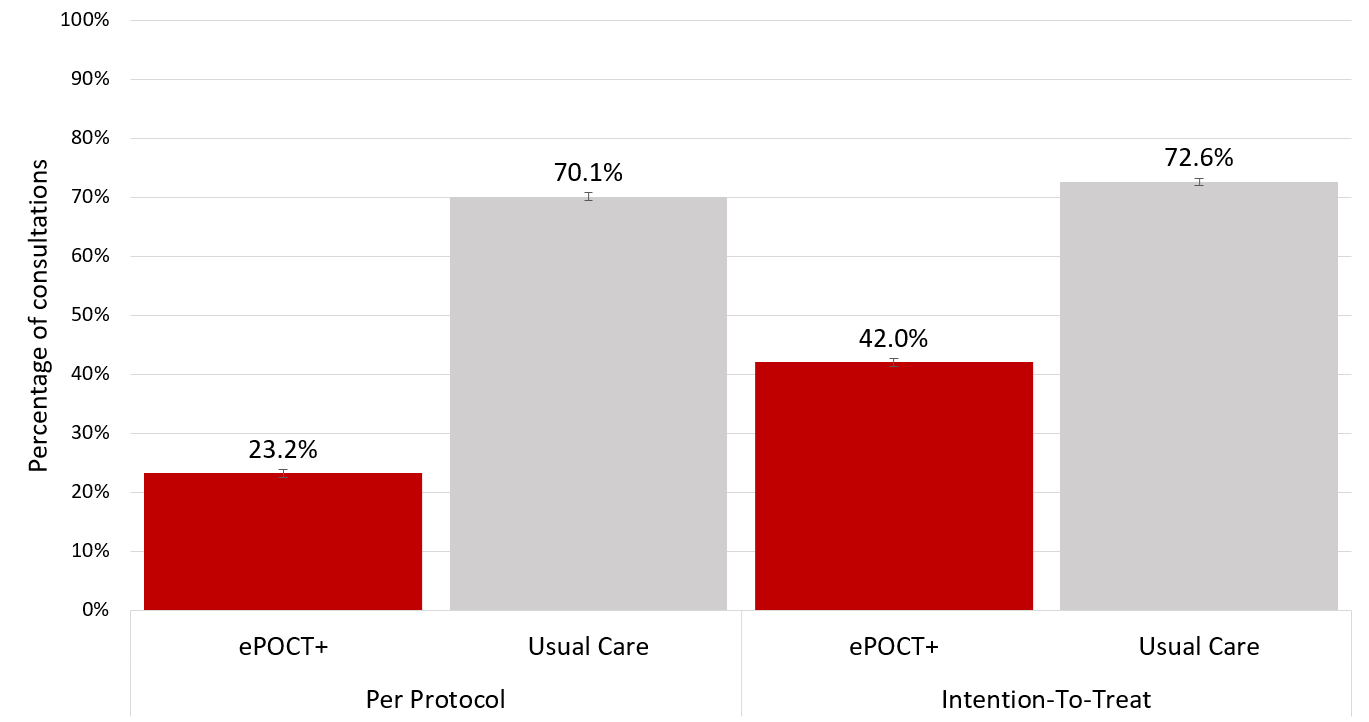 100%
90%
80%
70%
60%
50%
40%
30%
20%
10%
0%
Percentage of consultations
23.2%
70.1%
42.0%
72.6%
ePOCT+
Usual Care
ePOCT+
Usual Care
Per Protocol
Intention-To-Treat